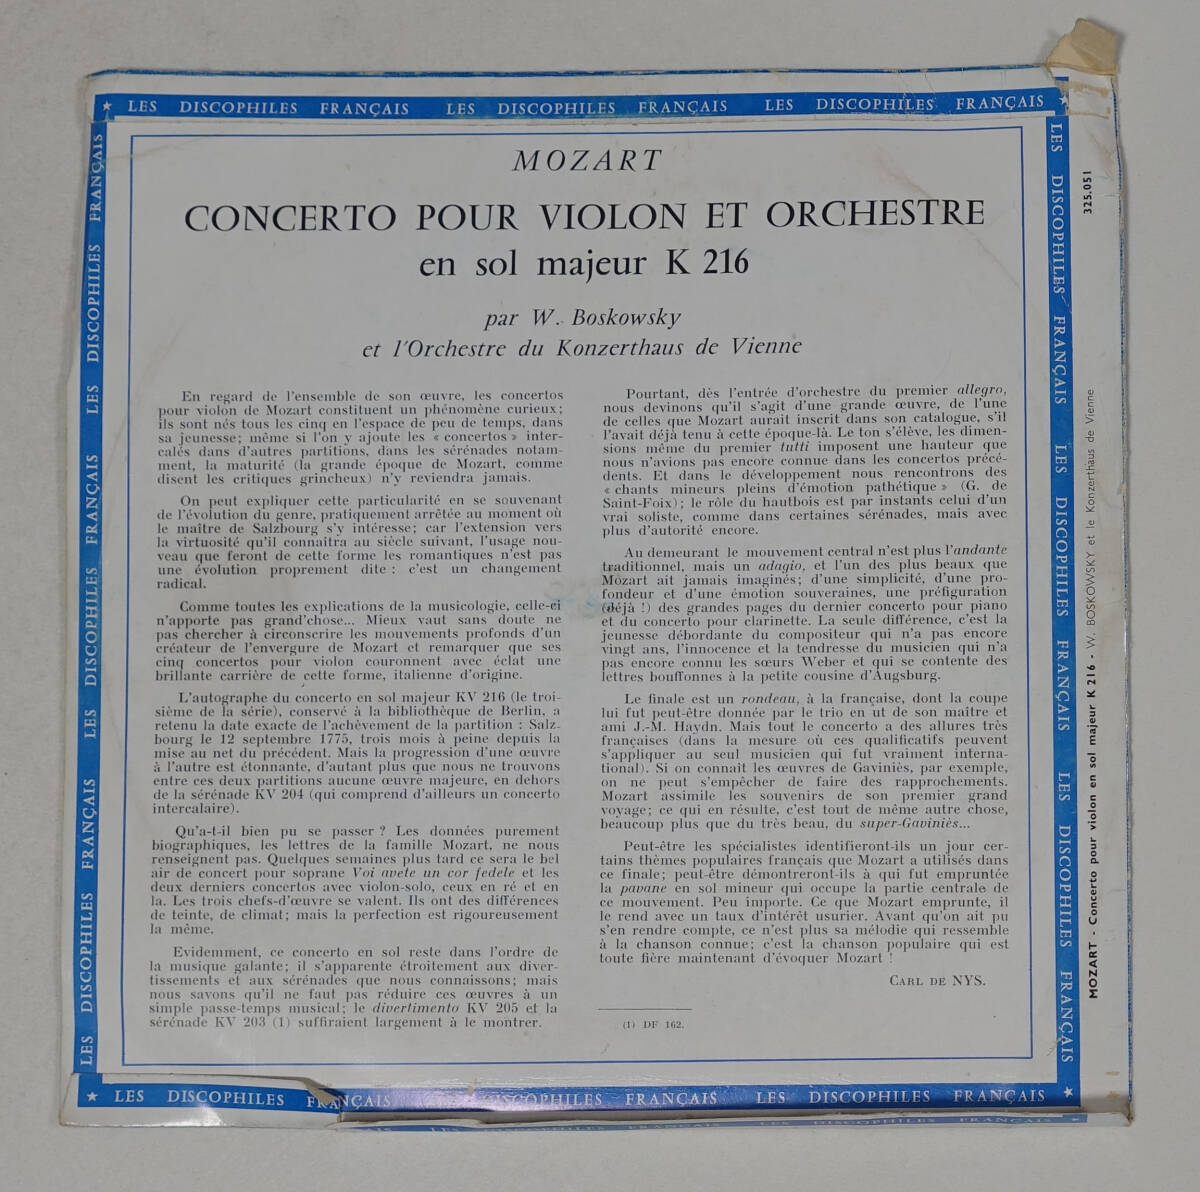 ★ LES DISCOPHILES FRANÇAIS LES DISCOPHILES FRANÇAIS LES DISCOPHILES FRANÇAIS ★
LES DISCOPHILES FRANÇAIS LES DISCOPHILES FRANÇAIS LES DISCOPHILES FRANÇAIS
MOZART
CONCERTO POUR VIOLON ET ORCHESTRE
en sol majeur K 216
par W. Boskowsky
et l'Orchestre du Konzerthaus de Vienne
En regard de l'ensemble de son œuvre, les concertos
pour violon de Mozart constituent un phénomène curieux;
ils sont nés tous les cinq en l'espace de peu de temps, dans
sa jeunesse; même si l'on y ajoute les « concertos » inter-
calés dans d'autres partitions, dans les sérénades notam-
ment, la maturité (la grande époque de Mozart, comme
disent les critiques grincheux) n'y reviendra jamais.
On peut expliquer cette particularité en se souvenant
de l'évolution du genre, pratiquement arrêtée au moment où
le maître de Salzbourg s'y intéresse; car l'extension vers
la virtuosité qu'il connaîtra au siècle suivant, l'usage nou-
veau que feront de cette forme les romantiques n'est pas
une évolution proprement dite : c'est un changement
radical.
Comme toutes les explications de la musicologie, celle-ci
n'apporte pas grand'chose... Mieux vaut sans doute ne
pas chercher à circonscrire les mouvements profonds d'un
créateur de l'envergure de Mozart et remarquer que ses
cinq concertos pour violon couronnent avec éclat une
brillante carrière de cette forme, italienne d'origine.
L'autographe du concerto en sol majeur KV 216 (le troi-
sième de la série), conservé à la bibliothèque de Berlin, a
retenu la date exacte de l'achèvement de la partition : Salz-
bourg le 12 septembre 1775, trois mois à peine depuis la
mise au net du précédent. Mais la progression d'une œuvre
à l'autre est étonnante, d'autant plus que nous ne trouvons
entre ces deux partitions aucune œuvre majeure, en dehors
de la sérénade KV 204 (qui comprend d'ailleurs un concerto
intercalaire).
Qu'a-t-il bien pu se passer ? Les données purement
biographiques, les lettres de la famille Mozart, ne nous
renseignent pas. Quelques semaines plus tard ce sera le bel
air de concert pour soprane Voi avete un cor fedele et les
deux derniers concertos avec violon-solo, ceux en ré et en
la. Les trois chefs-d'œuvre se valent. Ils ont des différences
de teinte, de climat; mais la perfection est rigoureusement
la même.
Evidemment, ce concerto en sol reste dans l'ordre de
la musique galante; il s'apparente étroitement aux diver-
tissements et aux sérénades que nous connaissons; mais
nous savons qu'il ne faut pas réduire ces œuvres à un
simple passe-temps musical; le divertimento KV 205 et la
sérénade KV 203 (1) suffiraient largement à le montrer.
Pourtant, dès l'entrée d'orchestre du premier allegro,
nous devinons qu'il s'agit d'une grande œuvre, de l'une
de celles que Mozart aurait inscrit dans son catalogue, s'il
l'avait déjà tenu à cette époque-là. Le ton s'élève, les dimen-
sions même du premier tutti imposent une hauteur que
nous n'avions pas encore connue dans les concertos précé-
dents. Et dans le développement nous rencontrons des
« chants mineurs pleins d'émotion pathétique » (G. de
Saint-Foix); le rôle du hautbois est par instants celui d'un
vrai soliste, comme dans certaines sérénades, mais avec
plus d'autorité encore.
Au demeurant le mouvement central n'est plus l'andante
traditionnel, mais un adagio, et l'un des plus beaux que
Mozart ait jamais imaginés; d'une simplicité, d'une pro-
fondeur et d'une émotion souveraines, une préfiguration
(déjà !) des grandes pages du dernier concerto pour piano
et du concerto pour clarinette. La seule différence, c'est la
jeunesse débordante du compositeur qui n'a pas encore
vingt ans, l'innocence et la tendresse du musicien qui n'a
pas encore connu les sœurs Weber et qui se contente des
lettres bouffonnes à la petite cousine d'Augsburg.
Le finale est un rondeau, à la française, dont la coupe
lui fut peut-être donnée par le trio en ut de son maître et
ami J.-M. Haydn. Mais tout le concerto a des allures très
françaises (dans la mesure où ces qualificatifs peuvent
s'appliquer au seul musicien qui fut vraiment interna-
tional). Si on connaît les œuvres de Gaviniès, par exemple,
on ne peut s'empêcher de faire des rapprochements.
Mozart assimile les souvenirs de son premier grand
voyage; ce qui en résulte, c'est tout de même autre chose,
beaucoup plus que du très beau, du super-Gaviniès...
Peut-être les spécialistes identifieront-ils un jour cer-
tains thèmes populaires français que Mozart a utilisés dans
ce finale; peut-être démontreront-ils à qui fut empruntée
la pavane en sol mineur qui occupe la partie centrale de
ce mouvement. Peu importe. Ce que Mozart emprunte, il
le rend avec un taux d'intérêt usurier. Avant qu'on ait pu
s'en rendre compte, ce n'est plus sa mélodie qui ressemble
à la chanson connue; c'est la chanson populaire qui est
toute fière maintenant d'évoquer Mozart !
CARL DE NYS.
(1) DF 162.
LES DISCOPHILES FRANÇAIS LES DISCOPHILES FRANÇAIS LES DISCOPHILES FRANÇAIS
MOZART - Concerto pour violon en sol majeur K 216 - W. BOSKOWSKY et le Konzerthaus de Vienne
325.051
★ LES DISCOPHILES FRANÇAIS LES DISCOPHILES FRANÇAIS LES DISCOPHILES FRANÇAIS ★